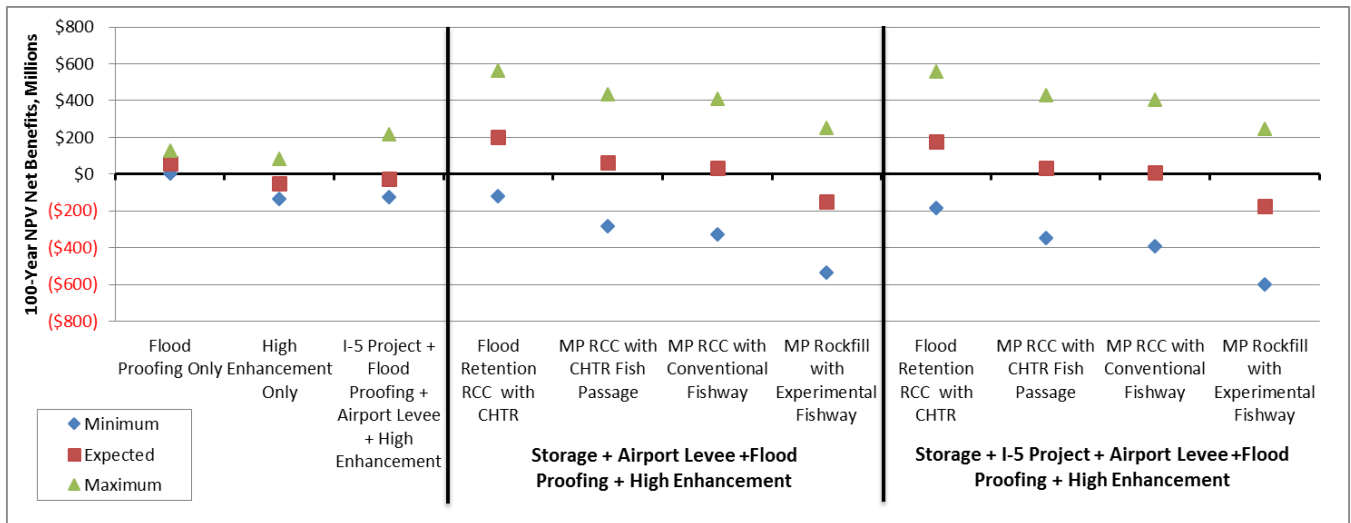 100-Year NPV Net Benefits, Millions
$800
$600
$400
$200
$0
($200)
($400)
($600)
($800)
Flood
Proofing Only
High
Enhancement
Only
I-5 Project +
Flood
Proofing +
Airport Levee
+ High
Enhancement
Flood
Retention
RCC with
CHTR
MP RCC with
CHTR Fish
Passage
MP RCC with
Conventional
Fishway
MP Rockfill
with
Experimental
Fishway
Flood
Retention
RCC with
CHTR
MP RCC with
CHTR Fish
Passage
MP RCC with
Conventional
Fishway
MP Rockfill
with
Experimental
Fishway
Storage + Airport Levee +Flood
Proofing + High Enhancement
Storage + I-5 Project + Airport Levee +Flood
Proofing + High Enhancement
Minimum
Expected
Maximum